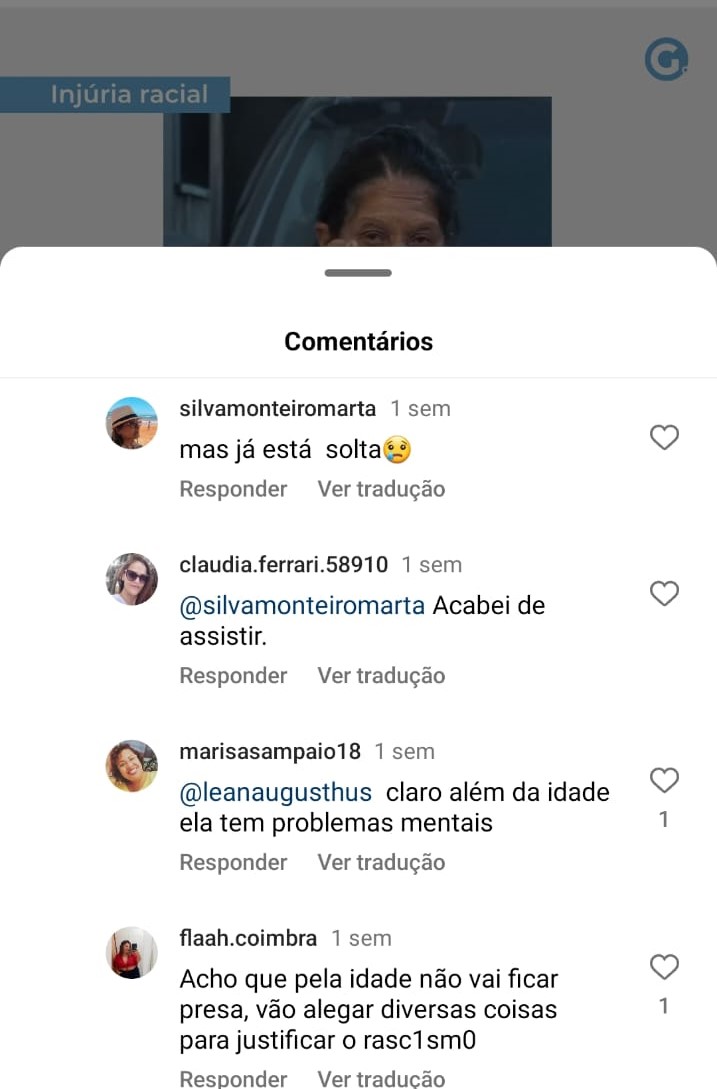 G.
Injúria racial
Comentários
silvamonteiromarta 1 sem
mas já está solta😢
Responder Ver tradução
claudia.ferrari.58910 1 sem
@silvamonteiromarta Acabei de
assistir.
Responder Ver tradução
marisasampaio18 1 sem
@leanaugusthus claro além da idade
ela tem problemas mentais
1
Responder Ver tradução
flaah.coimbra 1 sem
Acho que pela idade não vai ficar
presa, vão alegar diversas coisas
1
para justificar o rasc1sm0
Responder Ver tradução